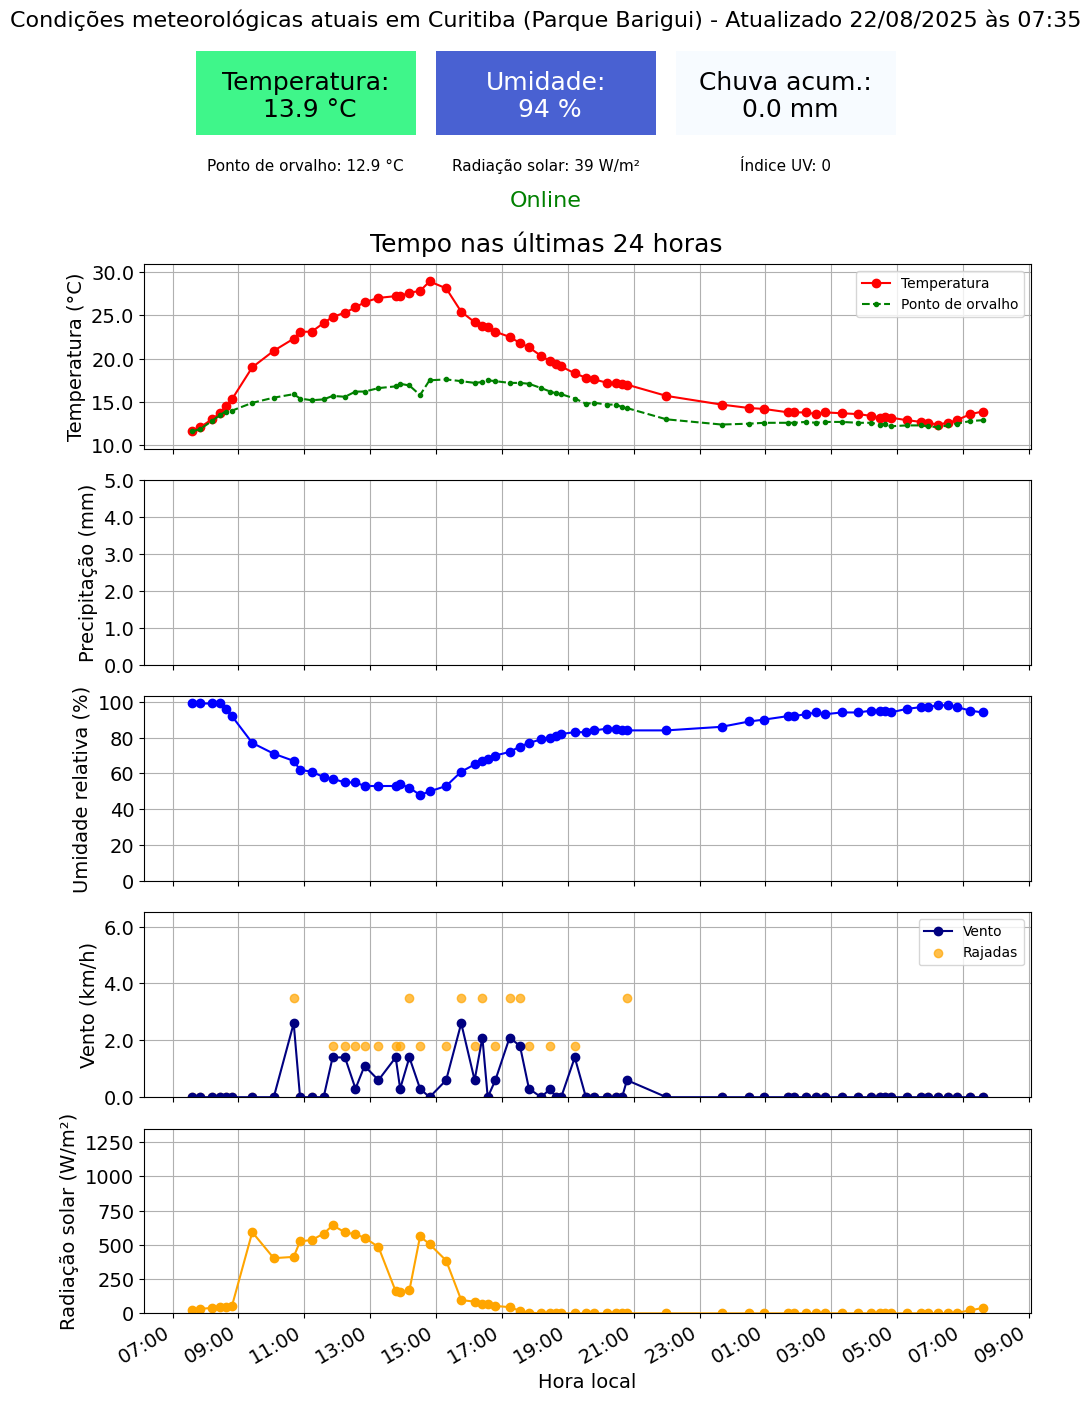 Condições meteorológicas atuais em Curitiba (Parque Barigui) - Atualizado 22/08/2025 às 07:35
Temperatura:
13.9 °C
Umidade:
94 %
Chuva acum.:
0.0 mm
Ponto de orvalho: 12.9 °C
Radiação solar: 39 W/m²
Índice UV: 0
Online
Tempo nas últimas 24 horas
Temperatura (°C)
30.0
25.0
20.0
15.0
10.0
Temperatura
Ponto de orvalho
Precipitação (mm)
5.0
4.0
3.0
2.0
1.0
0.0
Umidade relativa (%)
100
80
60
40
20
0
Vento (km/h)
6.0
4.0
2.0
0.0
Vento
Rajadas
Radiação solar (W/m²)
1250
1000
750
500
250
0
07:00
09:00
11:00
13:00
15:00
17:00
19:00
21:00
23:00
01:00
03:00
05:00
07:00
09:00
Hora local